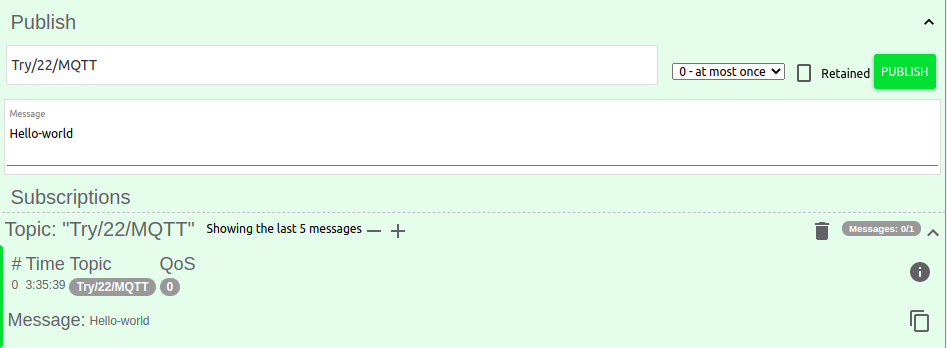 Publish
Try/22/MQTT
0 - at most once
Retained
PUBLISH
Message
Hello-world
Subscriptions
Topic: "Try/22/MQTT" Showing the last 5 messages
Messages: 0/1
# Time Topic QoS
0 3:35:39 Try/22/MQTT 0
Message: Hello-world